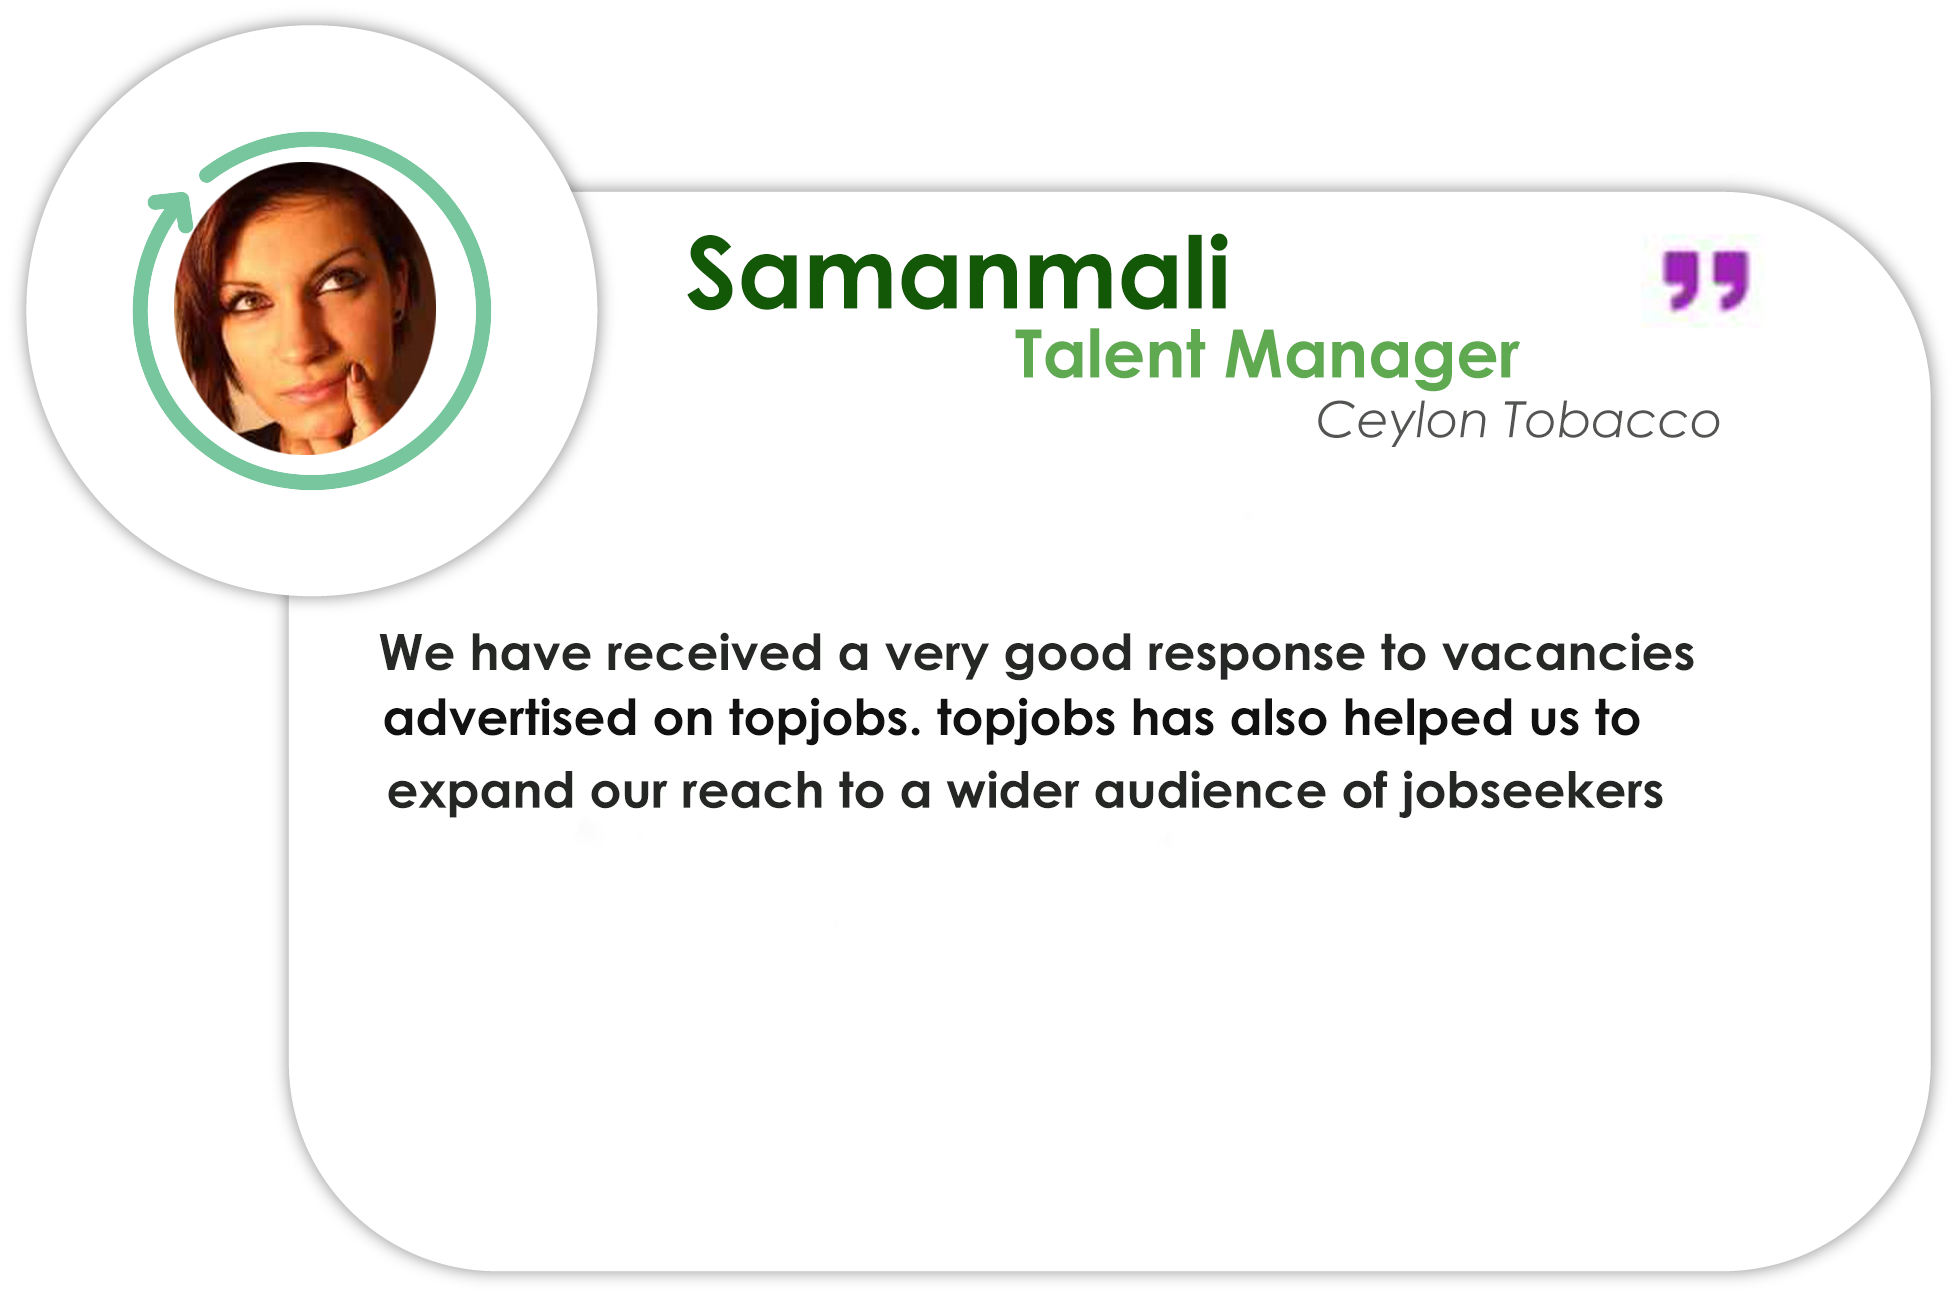 Samanmali
Talent Manager
Ceylon Tobacco
We have received a very good response to vacancies
advertised on topjobs. topjobs has also helped us to
expand our reach to a wider audience of jobseekers